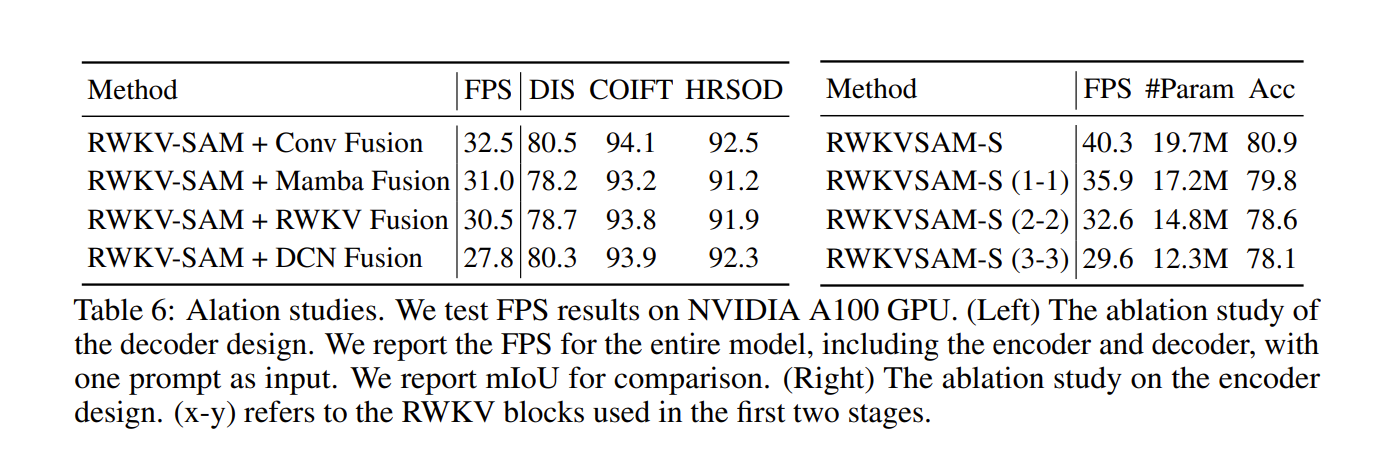 Method FPS DIS COIFT HRSOD
RWKV-SAM + Conv Fusion 32.5 80.5 94.1 92.5
RWKV-SAM + Mamba Fusion 31.0 78.2 93.2 91.2
RWKV-SAM + RWKV Fusion 30.5 78.7 93.8 91.9
RWKV-SAM + DCN Fusion 27.8 80.3 93.9 92.3
Method FPS #Param Acc
RWKVSAM-S 40.3 19.7M 80.9
RWKVSAM-S (1-1) 35.9 17.2M 79.8
RWKVSAM-S (2-2) 32.6 14.8M 78.6
RWKVSAM-S (3-3) 29.6 12.3M 78.1
Table 6: Alation studies. We test FPS results on NVIDIA A100 GPU. (Left) The ablation study of
the decoder design. We report the FPS for the entire model, including the encoder and decoder, with
one prompt as input. We report mIoU for comparison. (Right) The ablation study on the encoder
design. (x-y) refers to the RWKV blocks used in the first two stages.